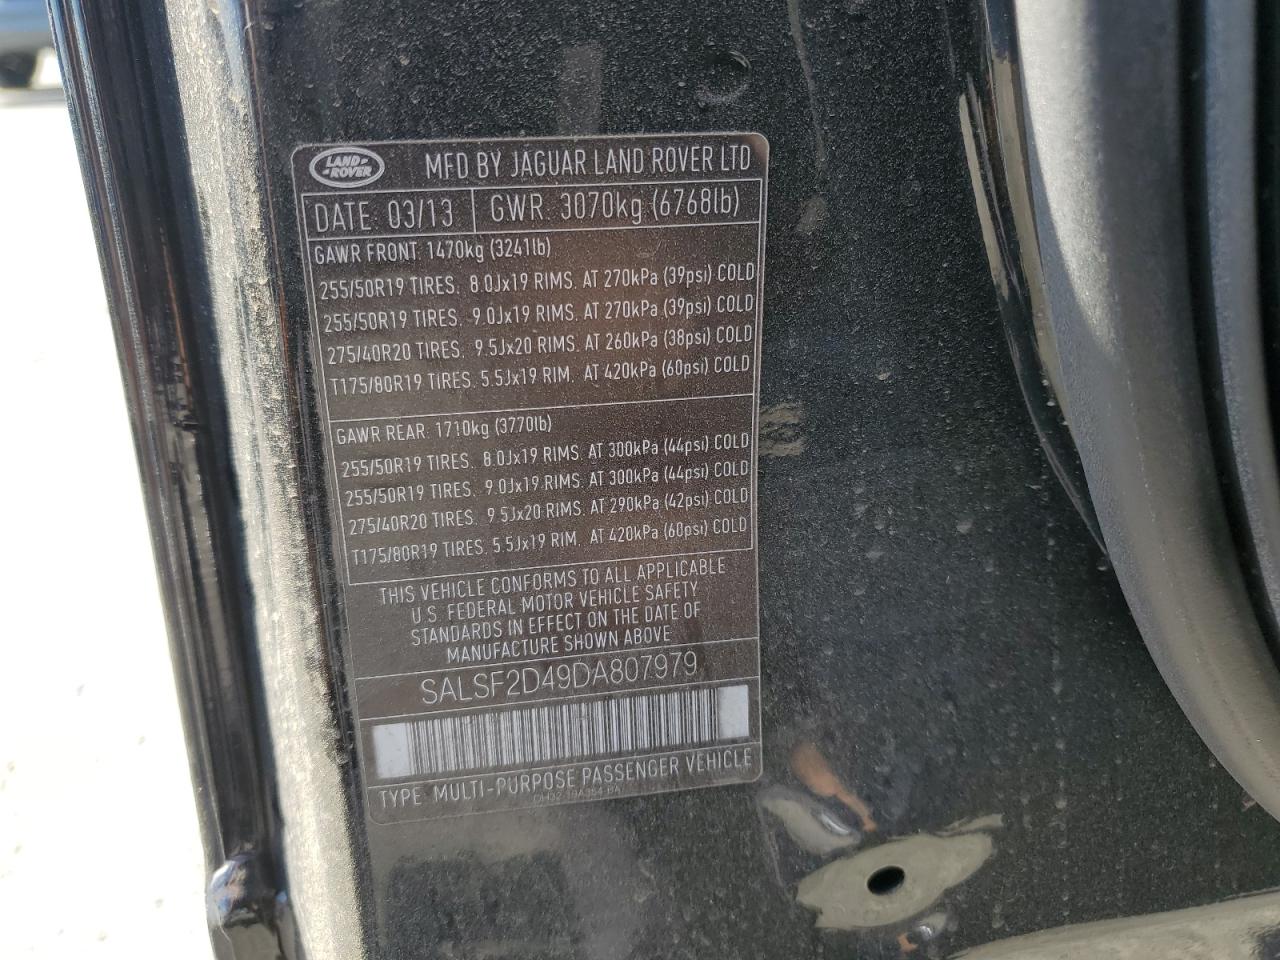 LAND-
-ROVER
MFD BY JAGUAR LAND ROVER LTD
DATE: 03/13 GWR: 3070kg (6768lb)
GAWR FRONT: 1470kg (3241lb)
255/50R19 TIRES. 8.0Jx19 RIMS. AT 270kPa (39psi) COLD
255/50R19 TIRES. 9.0Jx19 RIMS. AT 270kPa (39psi) COLD
275/40R20 TIRES. 9.5Jx20 RIMS. AT 260kPa (38psi) COLD
T175/80R19 TIRES. 5.5Jx19 RIM. AT 420kPa (60psi) COLD
GAWR REAR: 1710kg (3770lb)
255/50R19 TIRES. 8.0Jx19 RIMS. AT 300kPa (44psi) COLD
255/50R19 TIRES. 9.0Jx19 RIMS. AT 300kPa (44psi) COLD
275/40R20 TIRES. 9.5Jx20 RIMS. AT 290kPa (42psi) COLD
T175/80R19 TIRES. 5.5Jx19 RIM. AT 420kPa (60psi) COLD
THIS VEHICLE CONFORMS TO ALL APPLICABLE
U.S. FEDERAL MOTOR VEHICLE SAFETY
STANDARDS IN EFFECT ON THE DATE OF
MANUFACTURE SHOWN ABOVE
SALSF2D49DA807979
TYPE: MULTI-PURPOSE PASSENGER VEHICLE